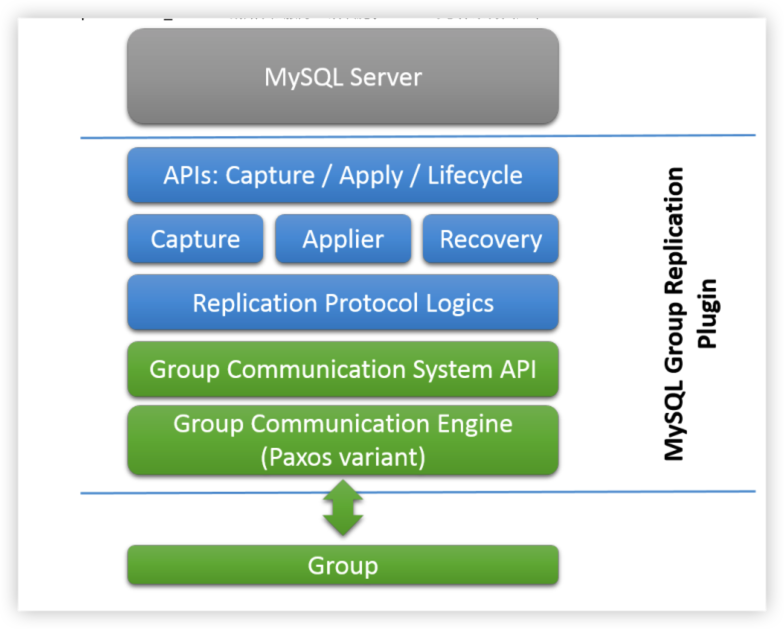 MySQL Server
APIs: Capture / Apply / Lifecycle
Capture
Applier
Recovery
Replication Protocol Logics
Group Communication System API
Group Communication Engine
(Paxos variant)
Group
MySQL Group Replication
Plugin